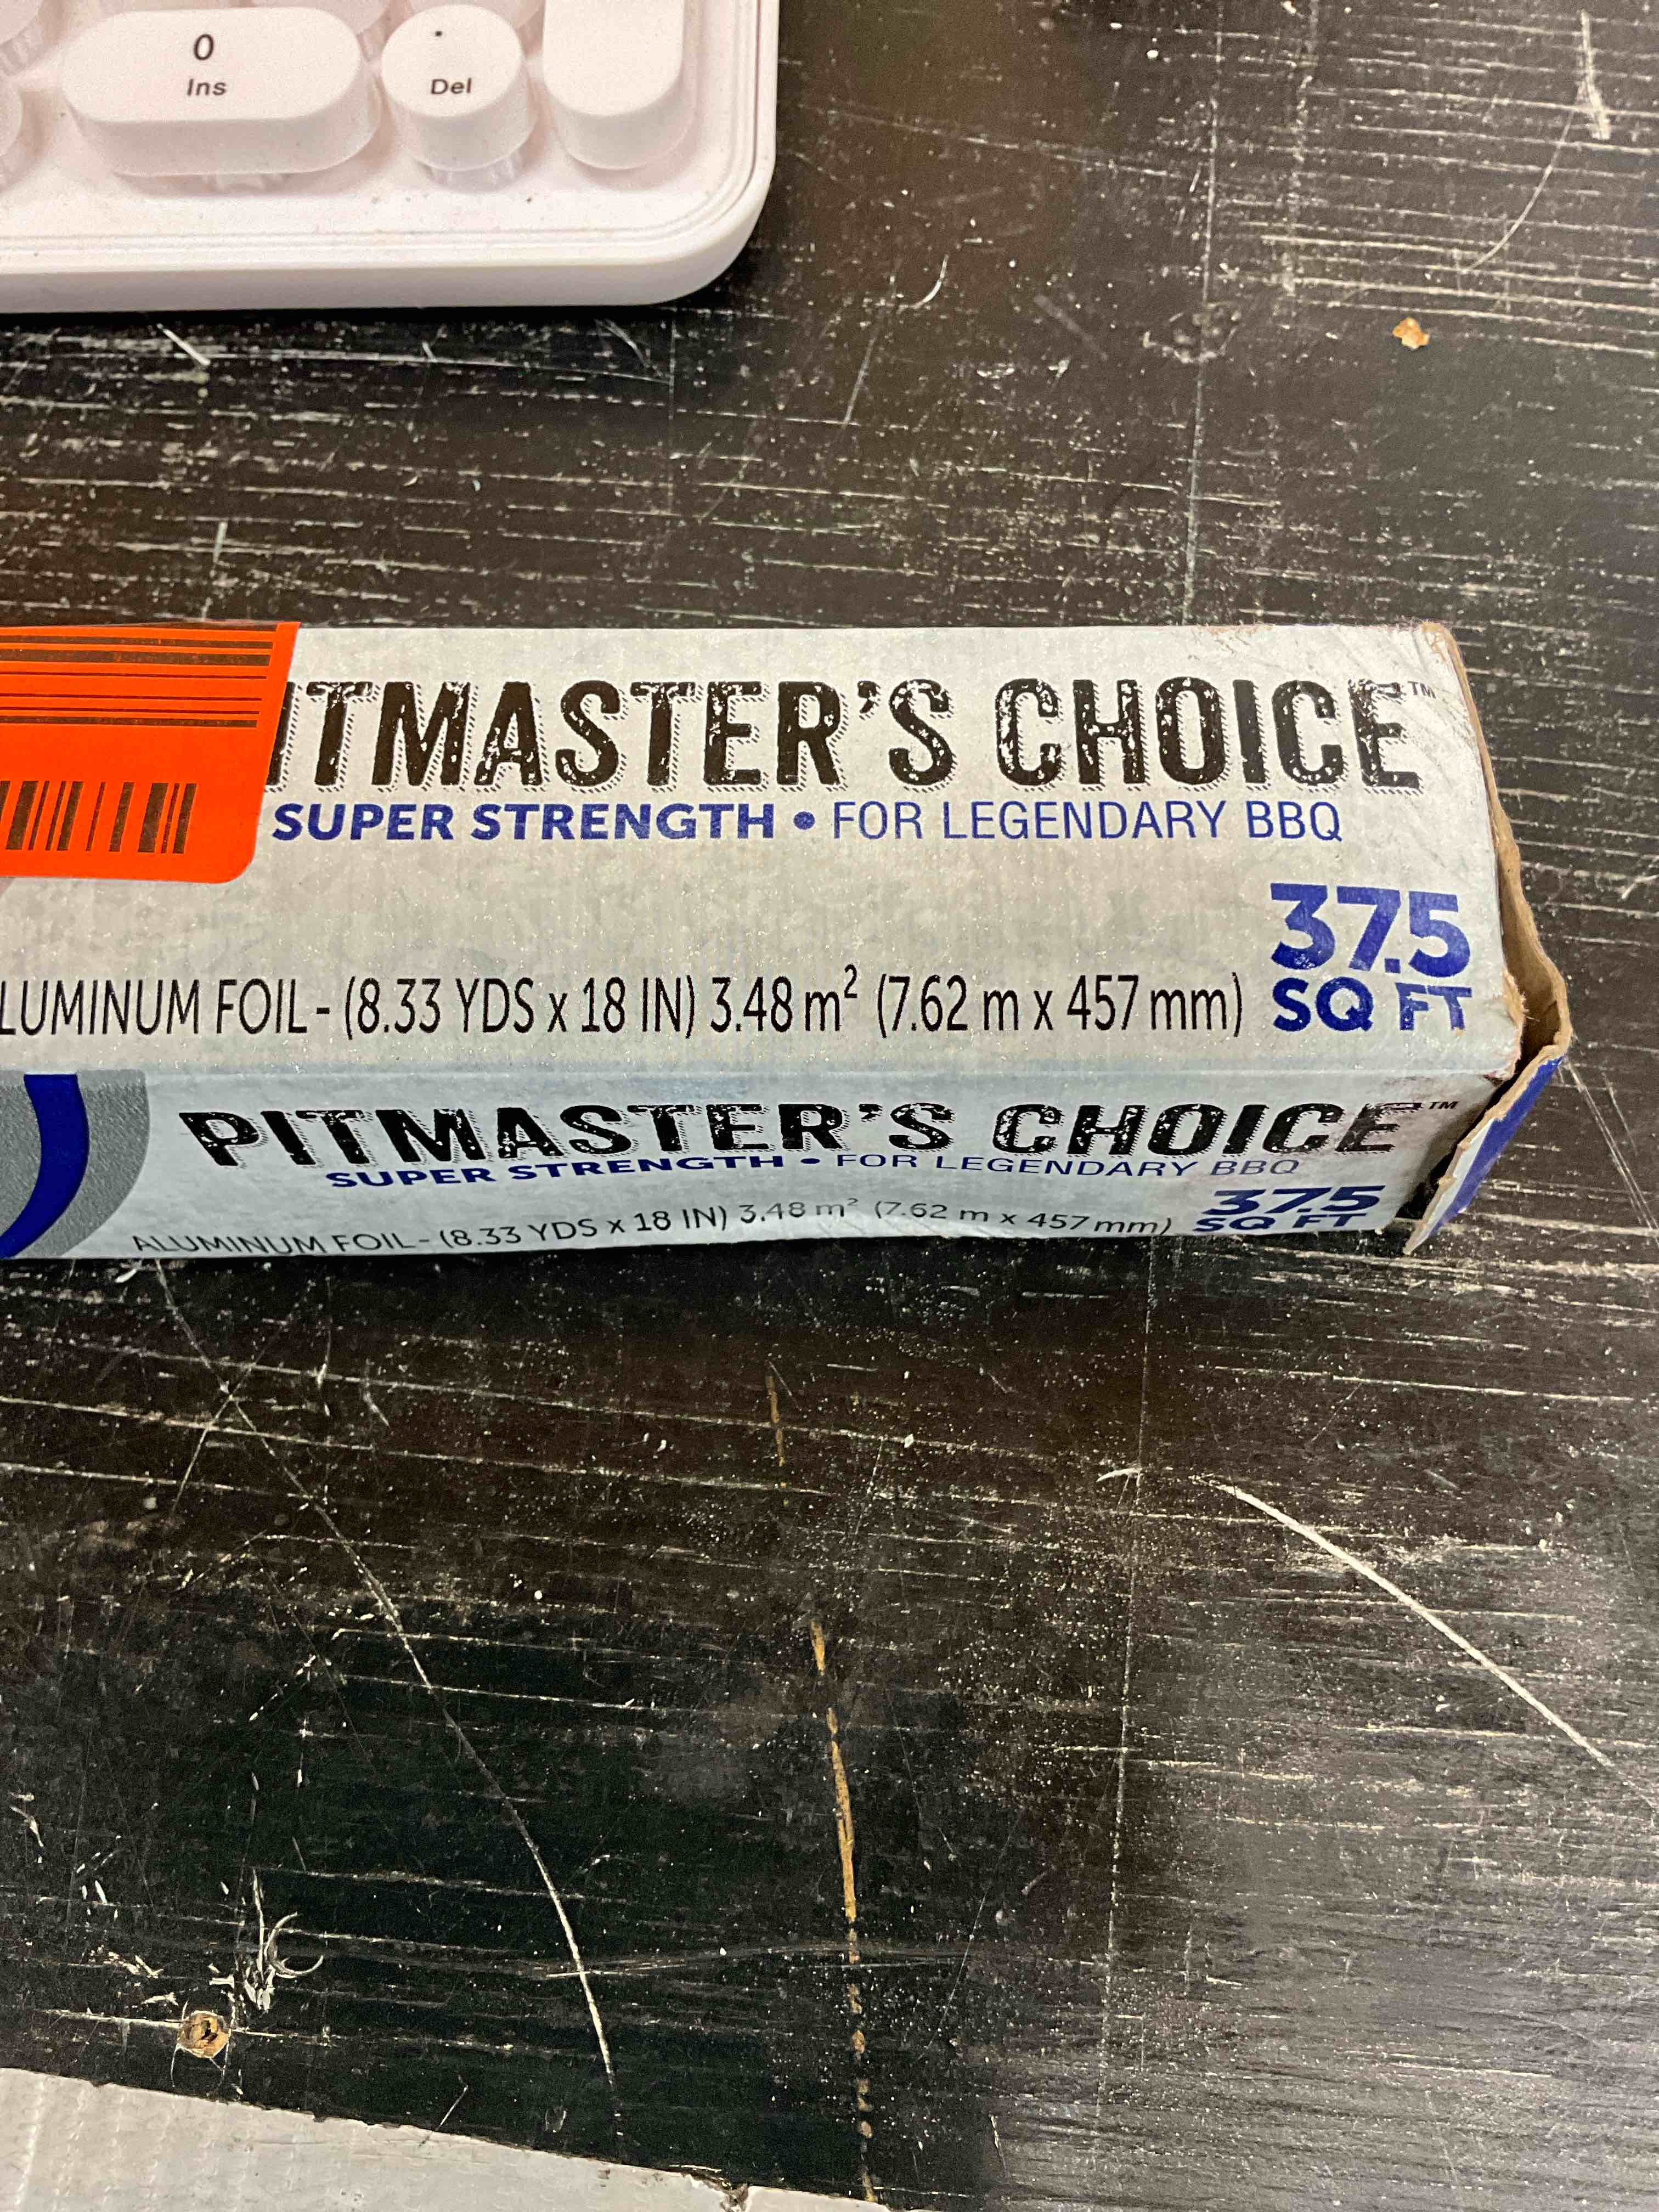 0
Ins
.
Del
ITMASTER'S CHOICE™
SUPER STRENGTH • FOR LEGENDARY BBQ
37.5
SQ FT
LUMINUM FOIL - (8.33 YDS x 18 IN) 3.48 m² (7.62 m x 457 mm)
PITMASTER'S CHOICE™
SUPER STRENGTH • FOR LEGENDARY BBQ
37.5
SQ FT
ALUMINUM FOIL - (8.33 YDS x 18 IN) 3.48 m² (7.62 m x 457 mm)